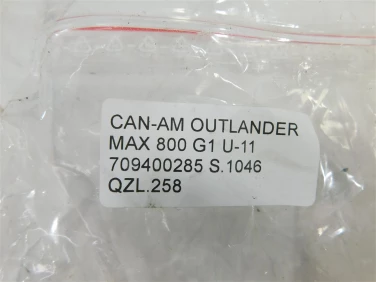 CAN-AM OUTLANDER
MAX 800 G1 U-11
709400285 S.1046
QZL.258